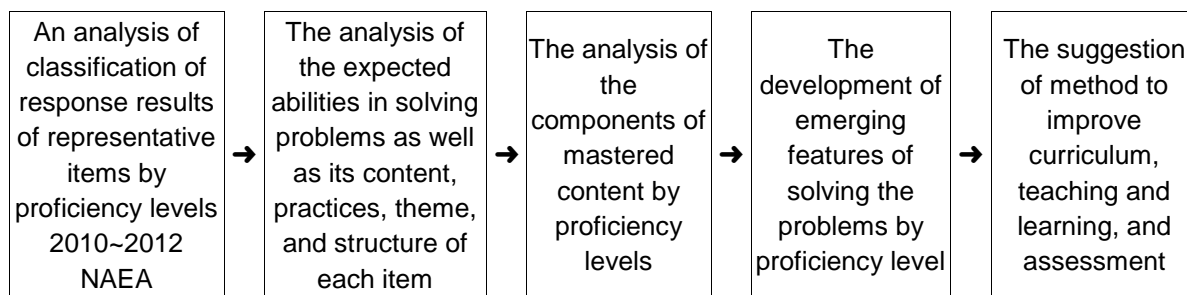 An analysis of
classification of
response results
of representative
items by
proficiency levels
2010~2012
NAEA
➜
The analysis of
the expected
abilities in solving
problems as well
as its content,
practices, theme,
and structure of
each item
➜
The analysis of
the
components of
mastered
content by
proficiency
levels
➜
The
development of
emerging
features of
solving the
problems by
proficiency level
➜
The suggestion
of method to
improve
curriculum,
teaching and
learning, and
assessment